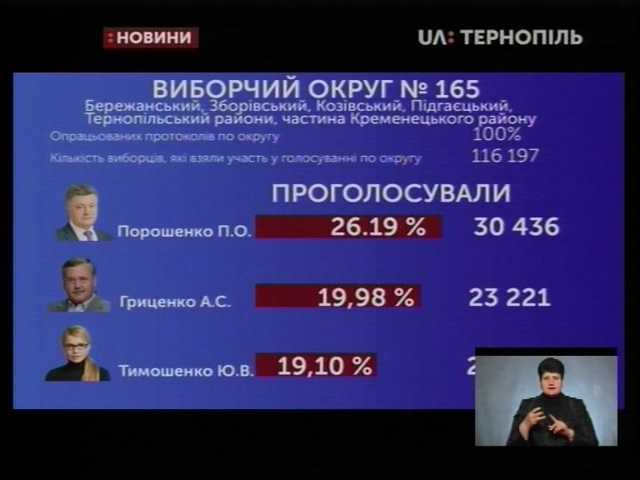 :НОВИНИ
UA: ТЕРНОПІЛЬ
ВИБОРЧИЙ ОКРУГ № 165
Бережанський, Зборівський, Козівський, Підгаєцький,
Тернопільський райони, частина Кременецького району
Опрацьованих протоколів по округу 100%
Кількість виборців, які взяли участь у голосуванні по округу 116 197
ПРОГОЛОСУВАЛИ
Порошенко П.О. 26.19 % 30 436
Гриценко А.С. 19,98 % 23 221
Тимошенко Ю.В. 19,10 %